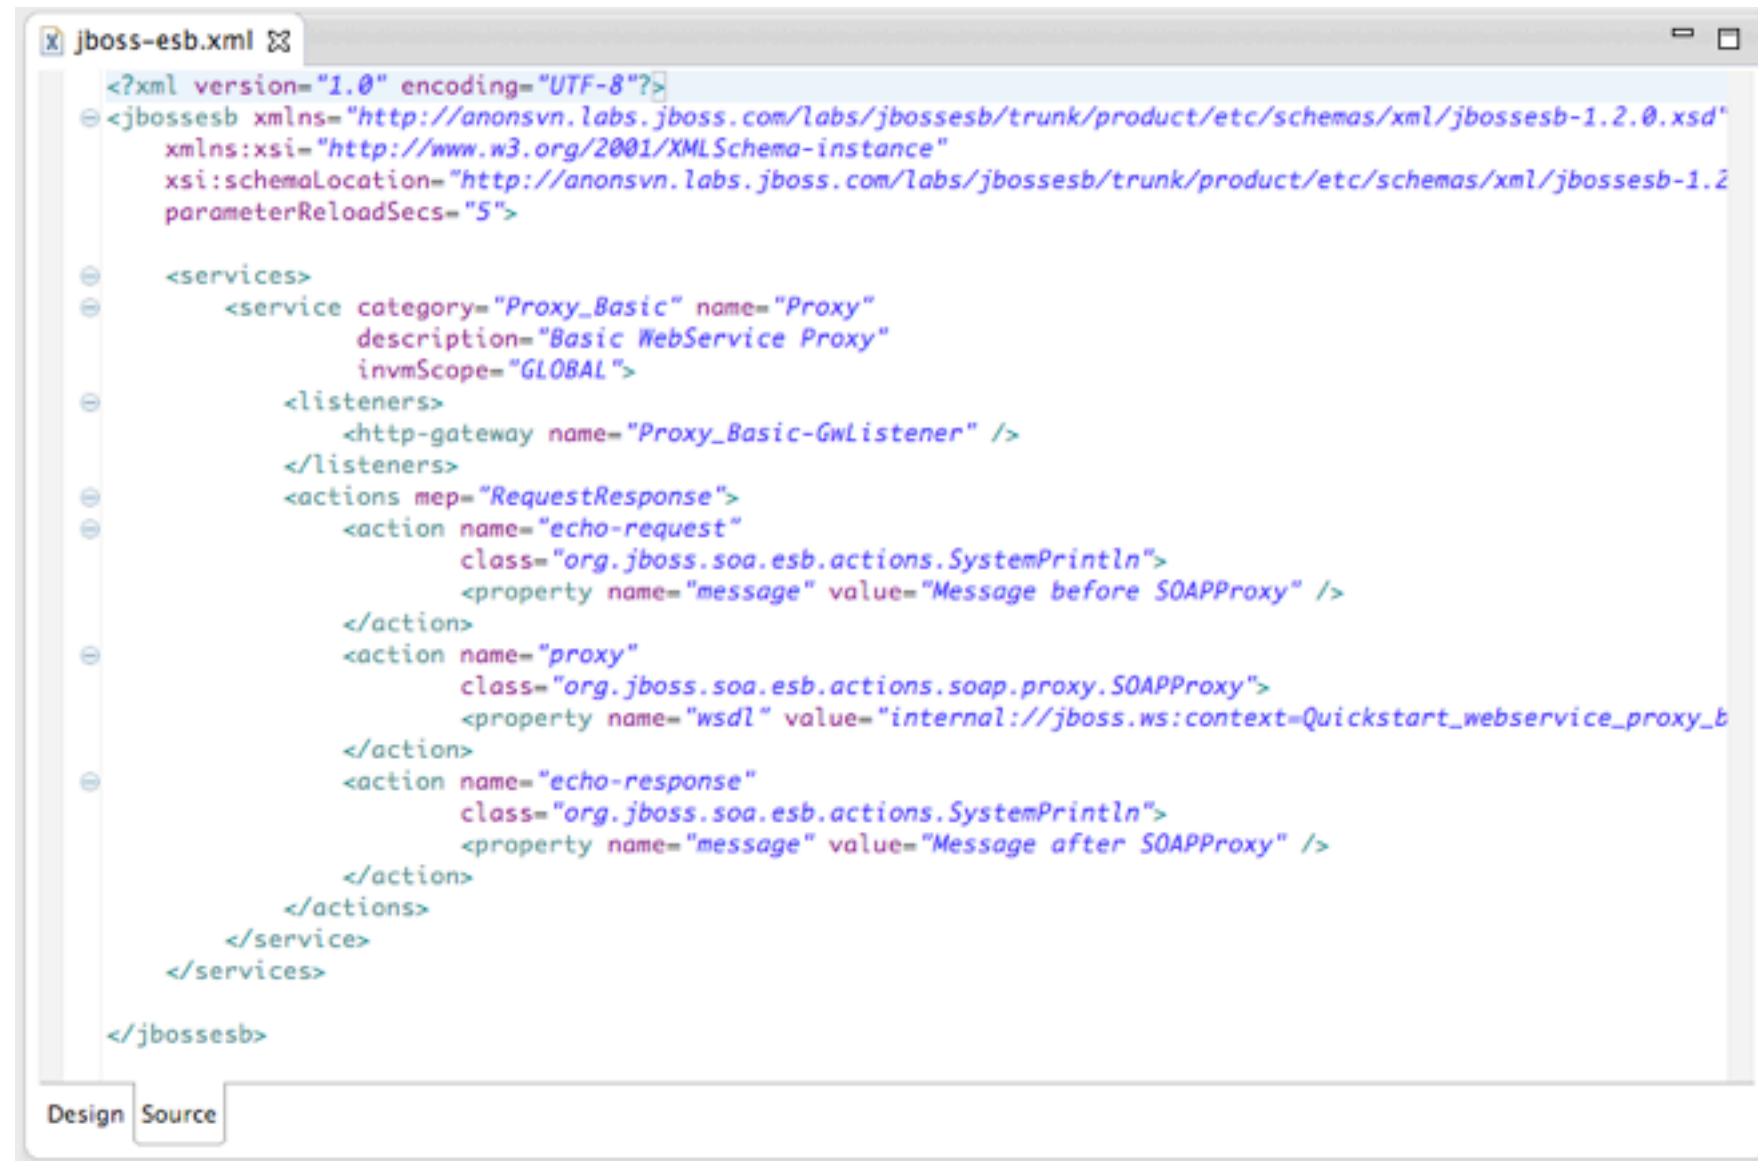 jboss-esb.xml
<?xml version="1.0" encoding="UTF-8"?>
<jbossesb xmlns="http://anonsvn.labs.jboss.com/labs/jbossesb/trunk/product/etc/schemas/xml/jbossesb-1.2.0.xsd"
xmlns:xsi="http://www.w3.org/2001/XMLSchema-instance"
xsi:schemaLocation="http://anonsvn.labs.jboss.com/labs/jbossesb/trunk/product/etc/schemas/xml/jbossesb-1.2
parameterReloadSecs="5">
<services>
<service category="Proxy_Basic" name="Proxy"
description="Basic WebService Proxy"
invmScope="GLOBAL">
<listeners>
<http-gateway name="Proxy_Basic-GwListener" />
</listeners>
<actions mep="RequestResponse">
<action name="echo-request"
class="org.jboss.soa.esb.actions.SystemPrintln">
<property name="message" value="Message before SOAPProxy" />
</action>
<action name="proxy"
class="org.jboss.soa.esb.actions.soap.proxy.SOAPProxy">
<property name="wsdl" value="internal://jboss.ws:context=Quickstart_webservice_proxy_b
</action>
<action name="echo-response"
class="org.jboss.soa.esb.actions.SystemPrintln">
<property name="message" value="Message after SOAPProxy" />
</action>
</actions>
</service>
</services>
</jbossesb>
Design Source